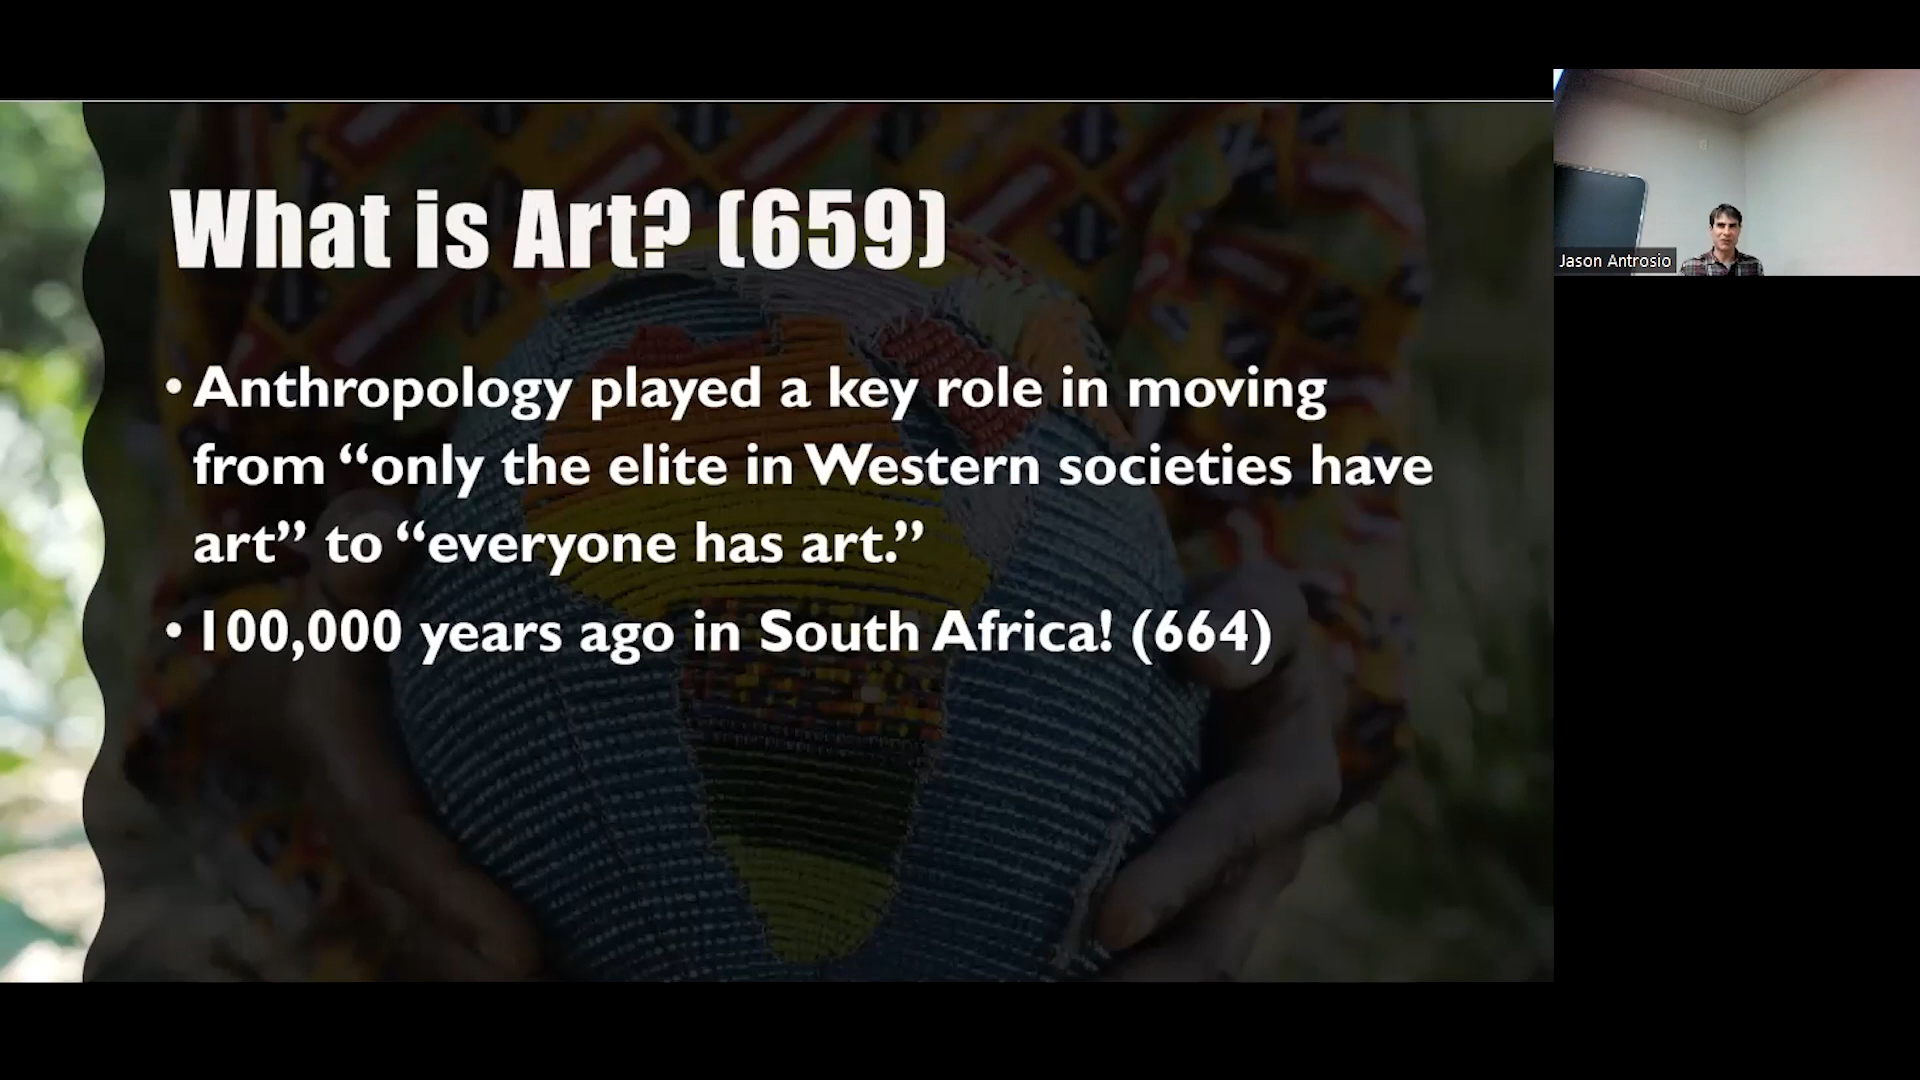 What is Art? (659)
• Anthropology played a key role in moving
from “only the elite in Western societies have
art” to “everyone has art.”
• 100,000 years ago in South Africa! (664)
Jason Antrosio